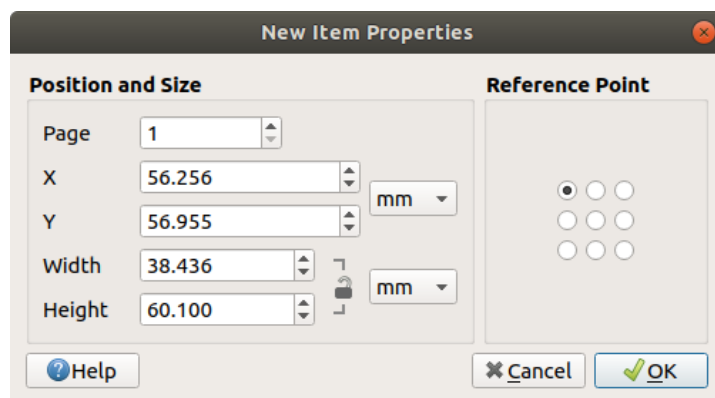 New Item Properties
Position and Size
Reference Point
Page 1
X 56.256
mm
Y 56.955
Width 38.436
mm
Height 60.100
Help
Cancel
OK